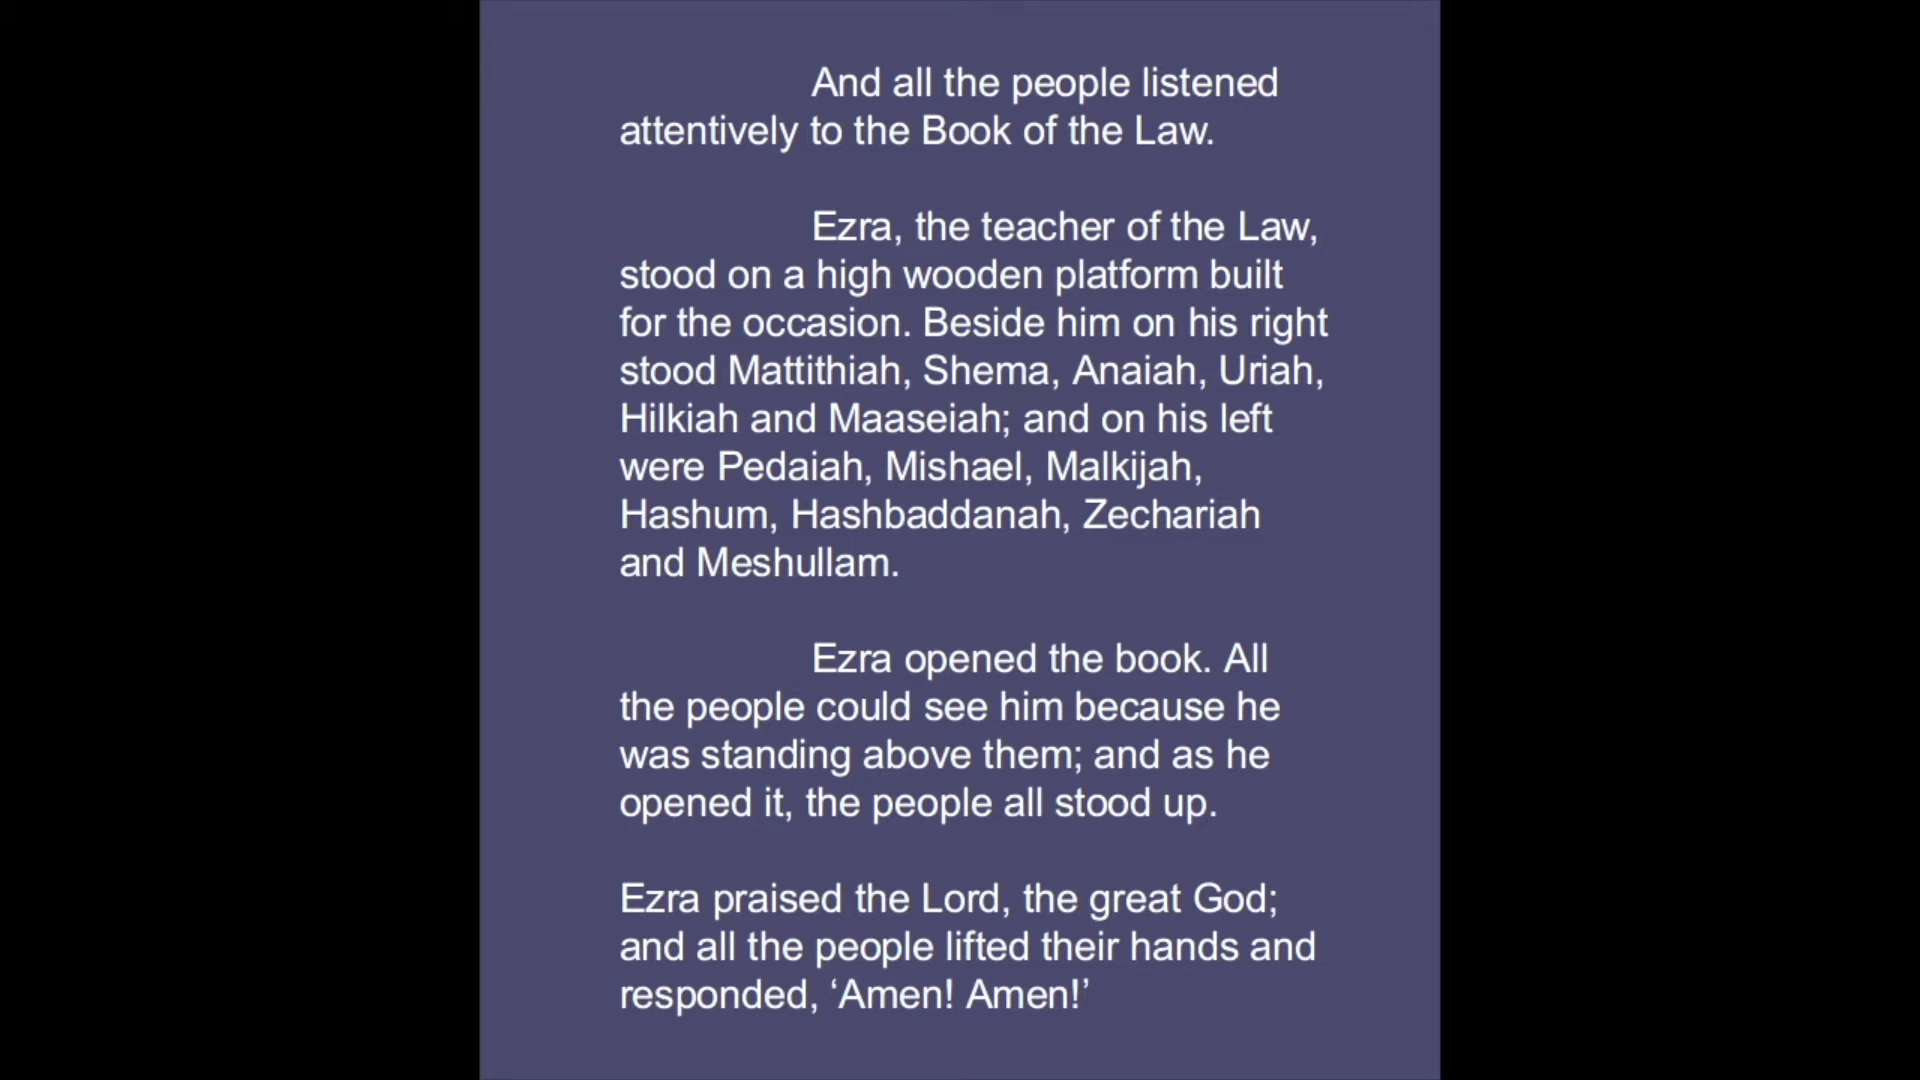 And all the people listened
attentively to the Book of the Law.
Ezra, the teacher of the Law,
stood on a high wooden platform built
for the occasion. Beside him on his right
stood Mattithiah, Shema, Anaiah, Uriah,
Hilkiah and Maaseiah; and on his left
were Pedaiah, Mishael, Malkijah,
Hashum, Hashbaddanah, Zechariah
and Meshullam.
Ezra opened the book. All
the people could see him because he
was standing above them; and as he
opened it, the people all stood up.
Ezra praised the Lord, the great God;
and all the people lifted their hands and
responded, ‘Amen! Amen!’